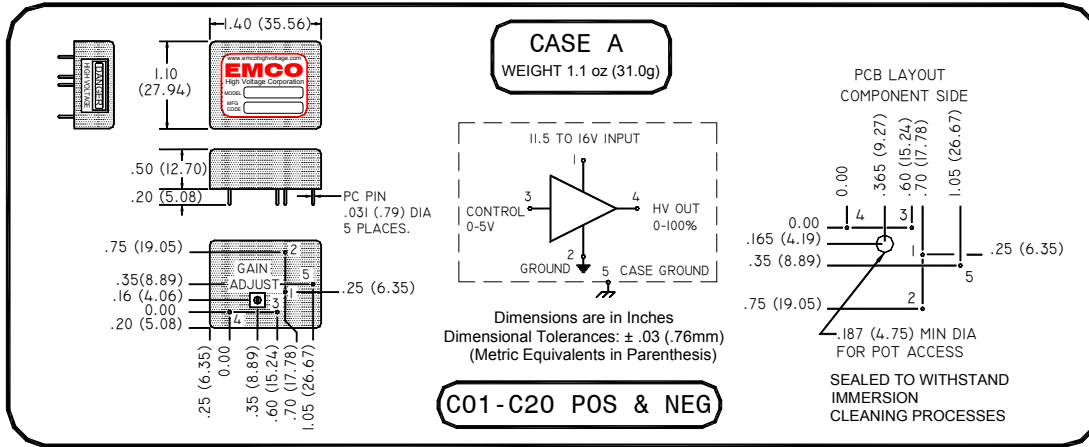 1.40 (35.56)
1.10
(27.94)
DANGER
HIGH VOLTAGE
www.emcohighvoltage.com
EMCO
High Voltage Corporation
MODEL
MFG
CODE
.50 (12.70)
.20 (5.08)
PC PIN
.031 (.79) DIA
5 PLACES.
.75 (19.05)
.35(8.89)
.16 (4.06)
0.00
.20 (5.08)
GAIN
ADJUST
2
5
1
3
4
.25 (6.35)
.25 (6.35)
0.00
.35 (8.89)
.60 (15.24)
.70 (17.78)
1.05 (26.67)
CASE A
WEIGHT 1.1 oz (31.0g)
11.5 TO 16V INPUT
1
3
CONTROL
0-5V
4
HV OUT
0-100%
2
GROUND
5 CASE GROUND
Dimensions are in Inches
Dimensional Tolerances: ± .03 (.76mm)
(Metric Equivalents in Parenthesis)
C01-C20 POS & NEG
PCB LAYOUT
COMPONENT SIDE
0.00
.365 (9.27)
.60 (15.24)
.70 (17.78)
1.05 (26.67)
0.00
.165 (4.19)
.35 (8.89)
.75 (19.05)
4
3
1
5
2
.25 (6.35)
.187 (4.75) MIN DIA
FOR POT ACCESS
SEALED TO WITHSTAND
IMMERSION
CLEANING PROCESSES